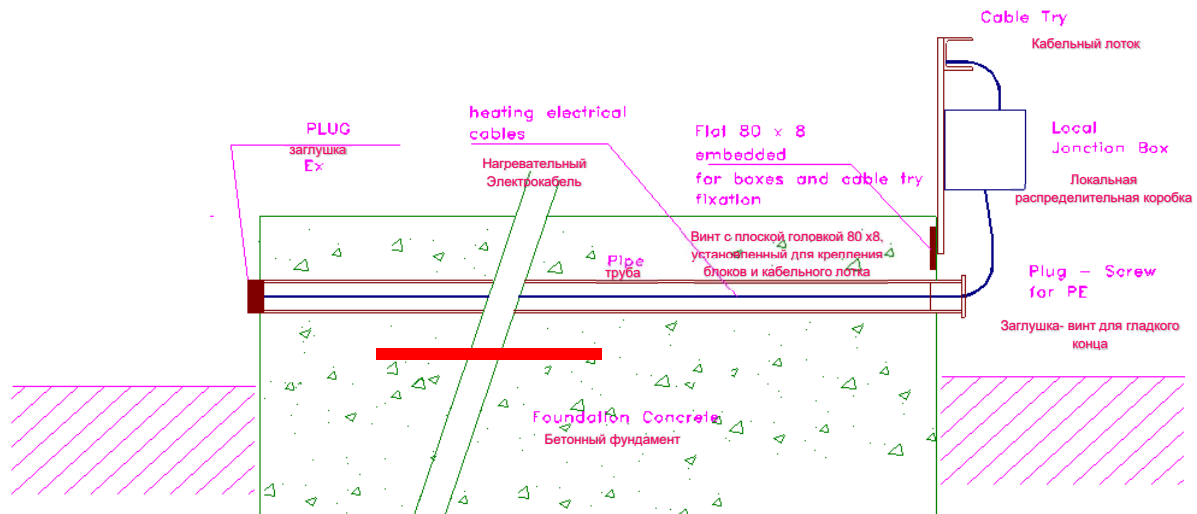 Cable Try
Кабельный лоток
PLUG
заглушка
Ex
heating electrical
cables
Нагревательный
Электрокабель
Flat 80 x 8
embedded
for boxes and cable try
fixation
Local
Jonction Box
Локальная
распределительная коробка
Винт с плоской головкой 80 х8,
установленный для крепления
блоков и кабельного лотка
Pipe
труба
Plug - Screw
for PE
Заглушка- винт для гладкого
конца
Foundation Concrete
Бетонный фундамент